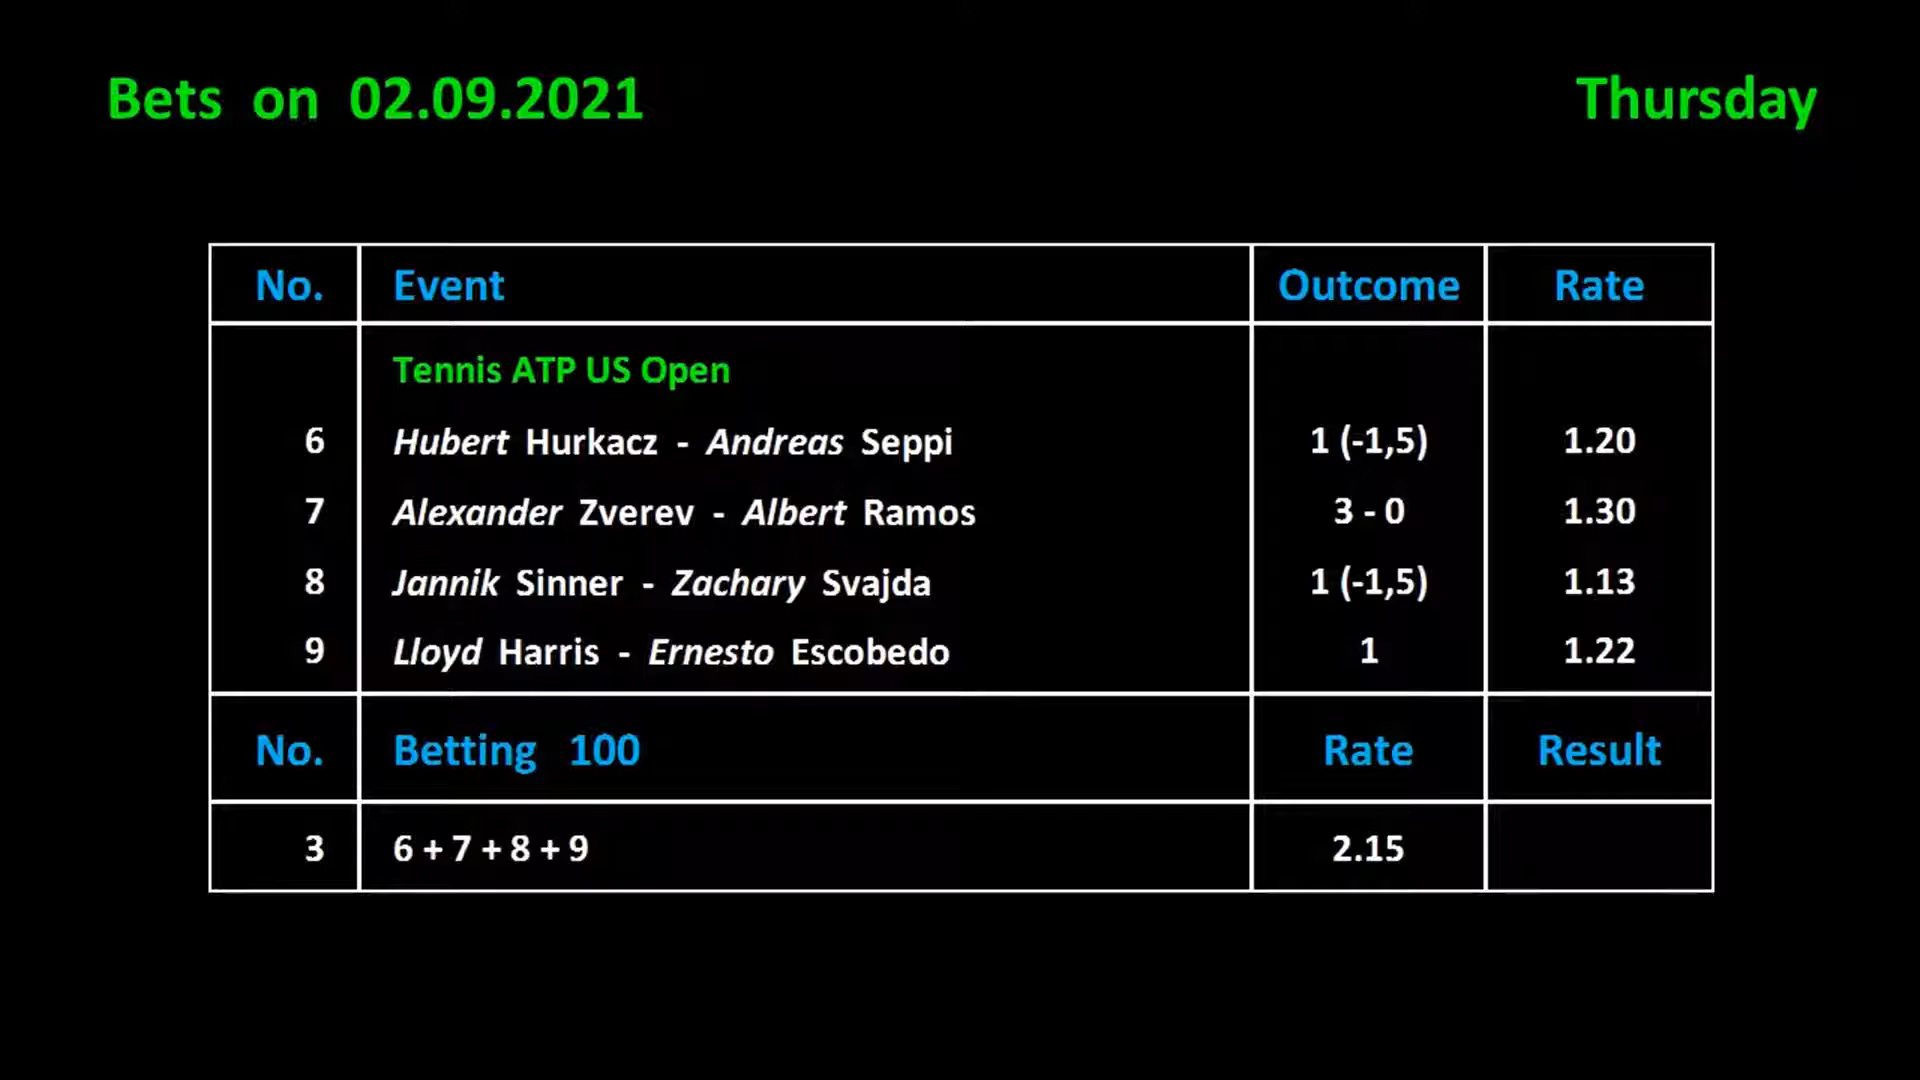 Bets on 02.09.2021 Thursday
No. Event Outcome Rate
Tennis ATP US Open
6 Hubert Hurkacz - Andreas Seppi 1 (-1,5) 1.20
7 Alexander Zverev - Albert Ramos 3 - 0 1.30
8 Jannik Sinner - Zachary Svajda 1 (-1,5) 1.13
9 Lloyd Harris - Ernesto Escobedo 1 1.22
No. Betting 100 Rate Result
3 6 + 7 + 8 + 9 2.15